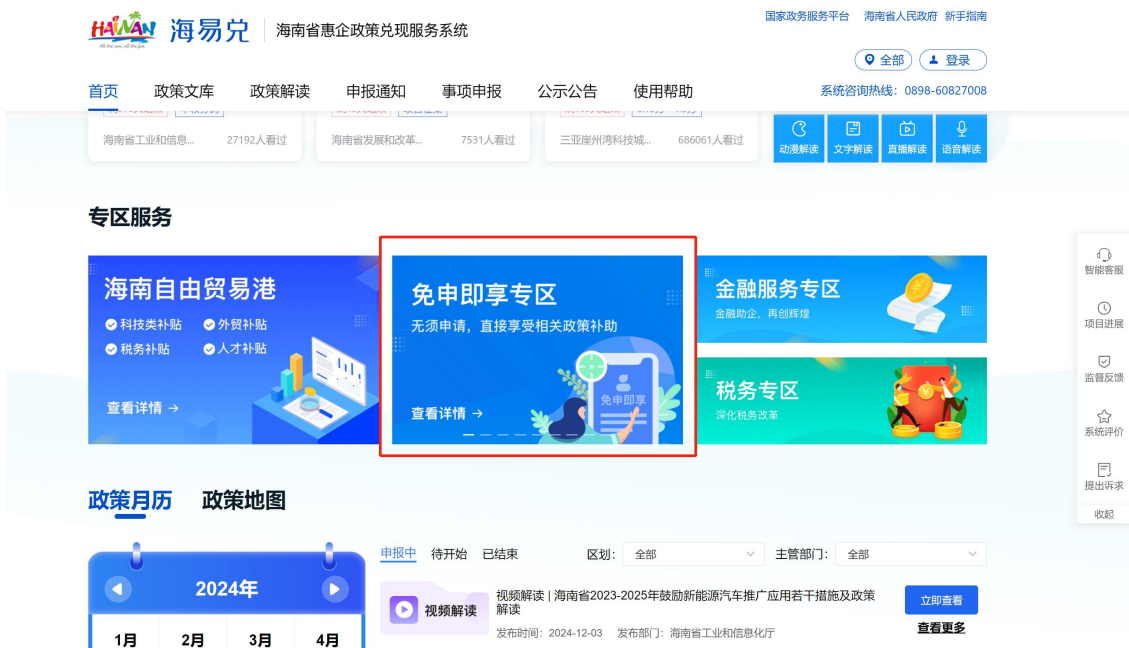 国家政务服务平台 海南省人民政府 新手指南
HAINAN 海易兑 海南省惠企政策兑现服务系统
全部 登录
首页 政策文库 政策解读 申报通知 事项申报 公示公告 使用帮助 系统咨询热线：0898-60827008
海南省工业和信息... 27192人看过 海南省发展和改革... 7531人看过 三亚崖州湾科技城... 686061人看过
动漫解读 文字解读 直播解读 语音解读
专区服务
海南自由贸易港
科技类补贴 外贸补贴
税务补贴 人才补贴
查看详情 →
免申即享专区
无须申请，直接享受相关政策补助
免申即享
查看详情 →
金融服务专区
金融助企，再创辉煌
税务专区
深化税务改革
智能客服
项目进展
监督反馈
系统评价
提出诉求
收起
政策月历 政策地图
申报中 待开始 已结束 区划： 全部 主管部门： 全部
2024年
1月 2月 3月 4月
视频解读
视频解读 | 海南省2023-2025年鼓励新能源汽车推广应用若干措施及政策
解读
发布时间：2024-12-03 发布部门：海南省工业和信息化厅
立即查看
查看更多